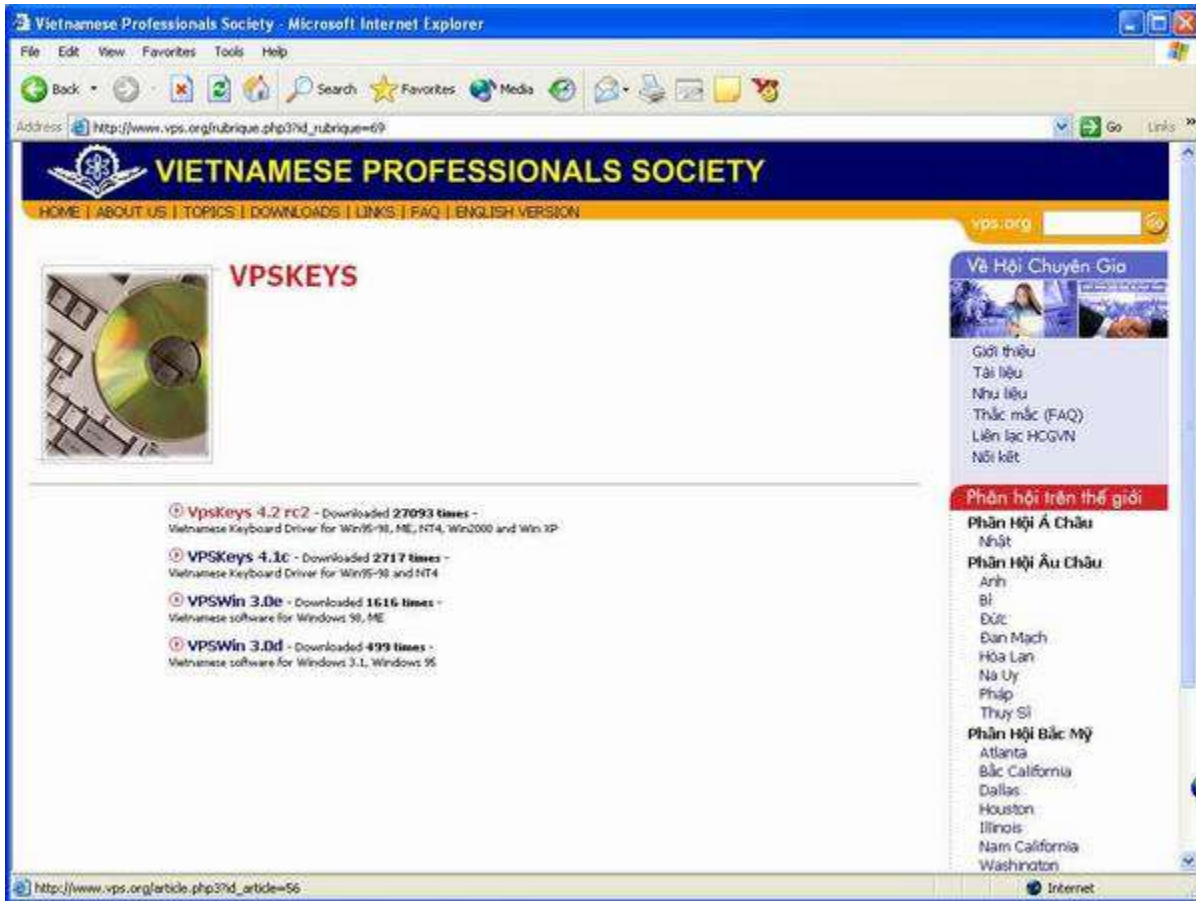 Vietnamese Professionals Society - Microsoft Internet Explorer
File Edit View Favorites Tools Help
Back Search Favorites Media
Address http://www.vps.org/rubrique.php3?id_rubrique=69 Go Links »
VIETNAMESE PROFESSIONALS SOCIETY
HOME | ABOUT US | TOPICS | DOWNLOADS | LINKS | FAQ | ENGLISH VERSION
vps.org Go
VPSKEYS
VpsKeys 4.2 rc2 - Downloaded 27093 times -
Vietnamese Keyboard Driver for Win95-98, ME, NT4, Win2000 and Win XP
VPSKeys 4.1c - Downloaded 2717 times -
Vietnamese Keyboard Driver for Win95-98 and NT4
VPSWin 3.0e - Downloaded 1616 times -
Vietnamese software for Windows 98, ME
VPSWin 3.0d - Downloaded 499 times -
Vietnamese software for Windows 3.1, Windows 95
Về Hội Chuyên Gia
Giới thiệu
Tài liệu
Nhu liệu
Thắc mắc (FAQ)
Liên lạc HCGVN
Nối kết
Phân hội trên thế giới
Phân Hội Á Châu
Nhật
Phân Hội Âu Châu
Anh
Bỉ
Đức
Đan Mạch
Hòa Lan
Na Uy
Pháp
Thụy Sĩ
Phân Hội Bắc Mỹ
Atlanta
Bắc California
Dallas
Houston
Illinois
Nam California
Washington
http://www.vps.org/article.php3?id_article=56
Internet